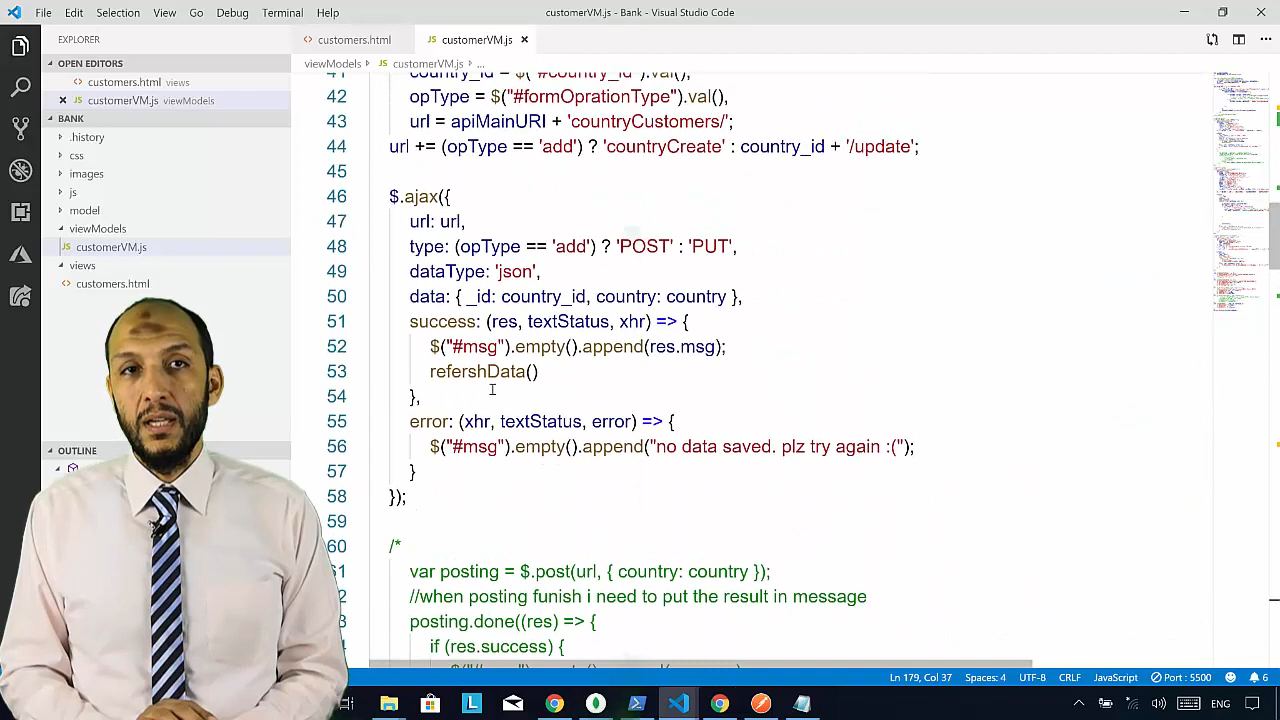 File Edit Selection View Go Debug Terminal Help
customerVM.js - Bank - Visual Studio Code
EXPLORER
customers.html
JS customerVM.js
OPEN EDITORS
viewModels JS customerVM.js ...
customers.html views
JS customerVM.js viewModels
BANK
.history
css
images
js
model
viewModels
JS customerVM.js
views
customers.html
OUTLINE
41 country_id = $("#country_id").val(),
42 opType = $("#formOprationType").val(),
43 url = apiMainURI + 'countryCustomers/';
44 url += (opType == 'add') ? 'countryCreate' : country_id + '/update';
45
46 $.ajax({
47 url: url,
48 type: (opType == 'add') ? 'POST' : 'PUT',
49 dataType: 'json',
50 data: { _id: country_id, country: country },
51 success: (res, textStatus, xhr) => {
52 $("#msg").empty().append(res.msg);
53 refershData()
54 },
55 error: (xhr, textStatus, error) => {
56 $("#msg").empty().append("no data saved. plz try again :(");
57 }
58 });
59
60 /*
61 var posting = $.post(url, { country: country });
2 //when posting funish i need to put the result in message
3 posting.done((res) => {
if (res.success) {
Ln 179, Col 37 Spaces: 4 UTF-8 CRLF JavaScript Port : 5500 6
L ENG